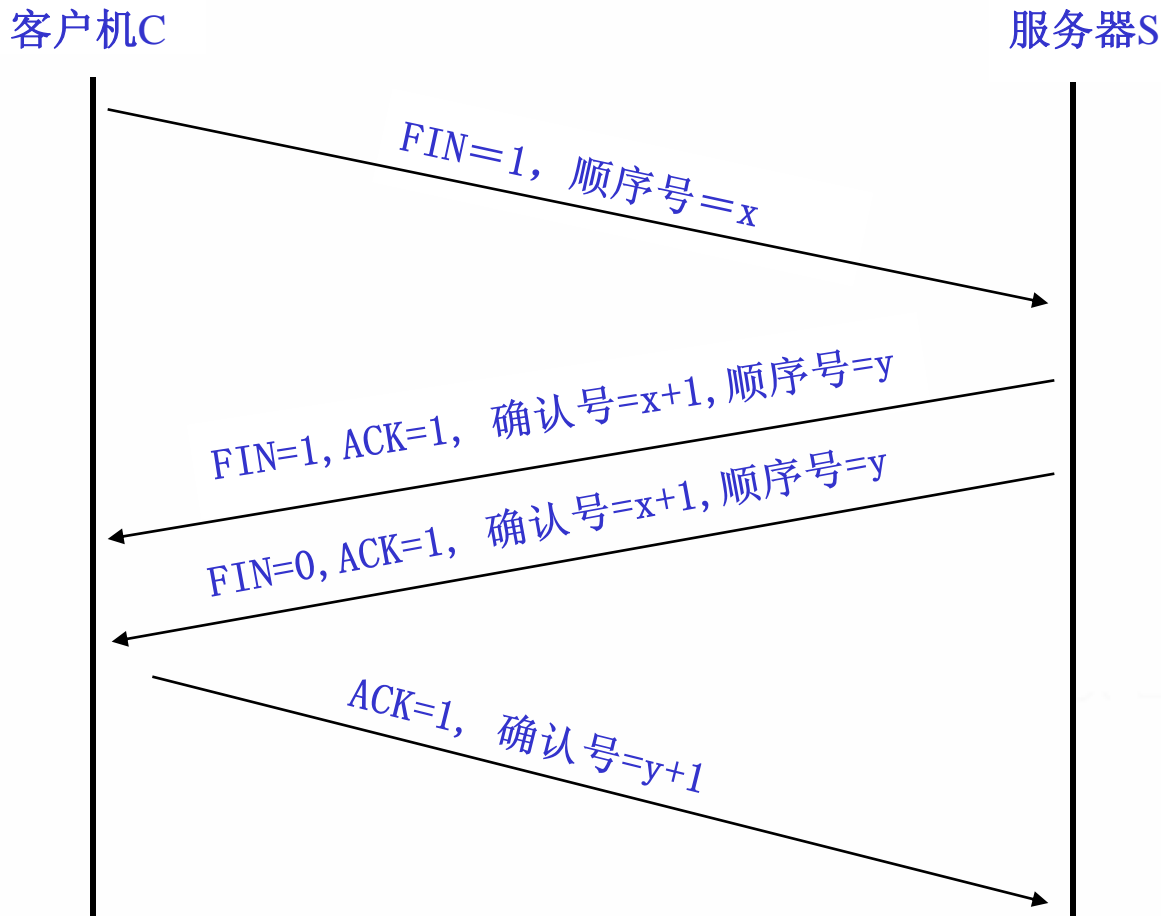 客户机C
服务器S
FIN＝1，顺序号＝x
FIN=1,ACK=1, 确认号=x+1,顺序号=y
FIN=0,ACK=1, 确认号=x+1,顺序号=y
ACK=1, 确认号=y+1